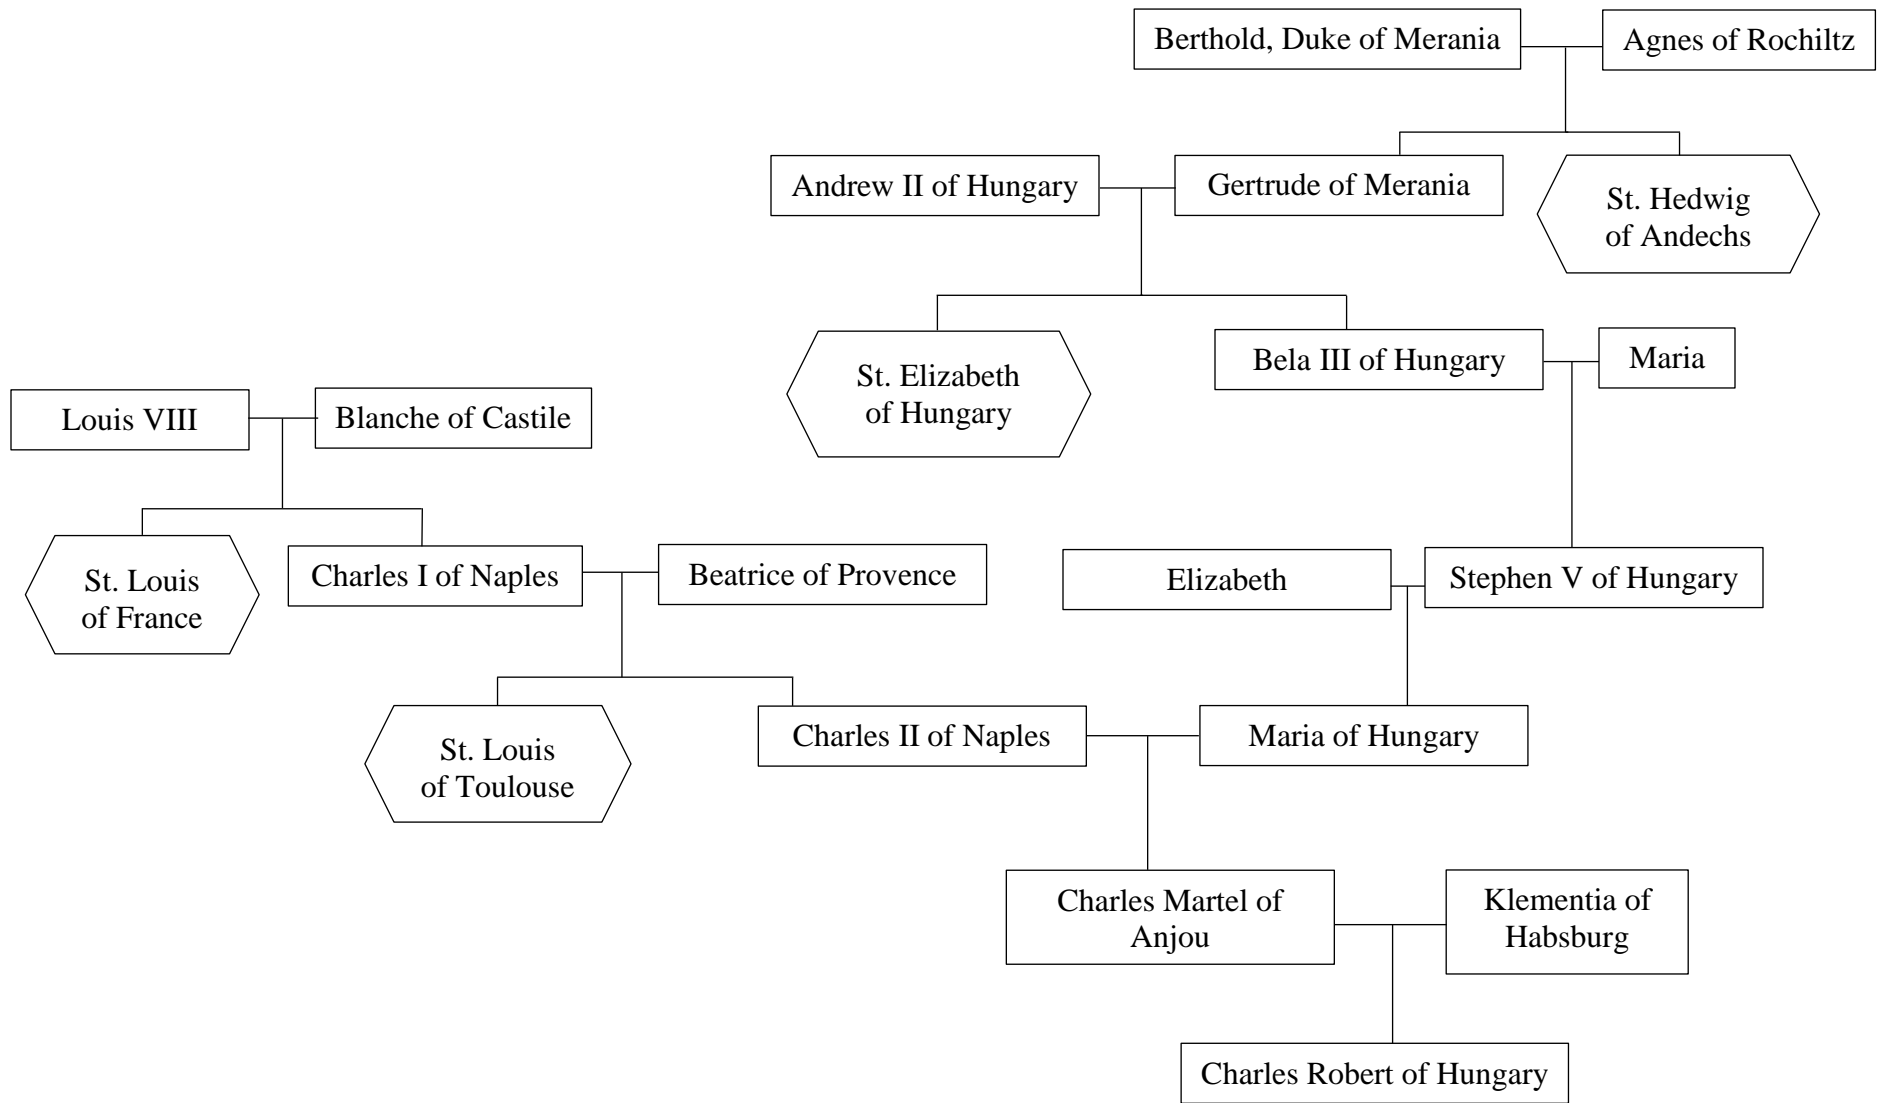 Berthold, Duke of Merania
Agnes of Rochiltz
Andrew II of Hungary
Gertrude of Merania
St. Hedwig
of Andechs
St. Elizabeth
of Hungary
Bela III of Hungary
Maria
Louis VIII
Blanche of Castile
St. Louis
of France
Charles I of Naples
Beatrice of Provence
Elizabeth
Stephen V of Hungary
St. Louis
of Toulouse
Charles II of Naples
Maria of Hungary
Charles Martel of
Anjou
Klementia of
Habsburg
Charles Robert of Hungary